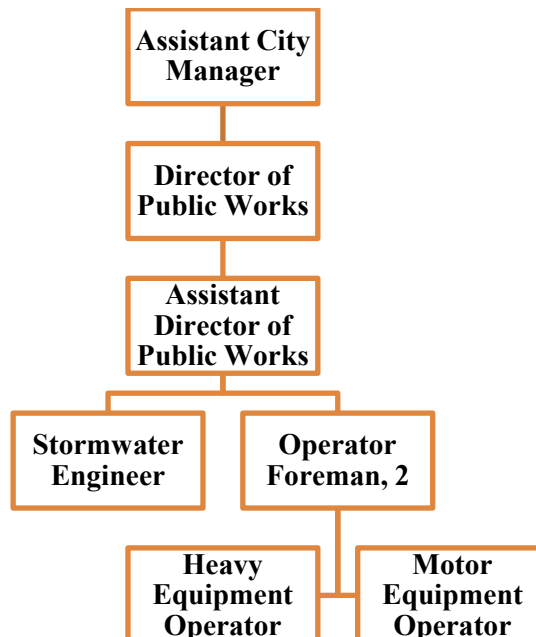 Assistant City
Manager
Director of
Public Works
Assistant
Director of
Public Works
Stormwater
Engineer
Operator
Foreman, 2
Heavy
Equipment
Operator
Motor
Equipment
Operator